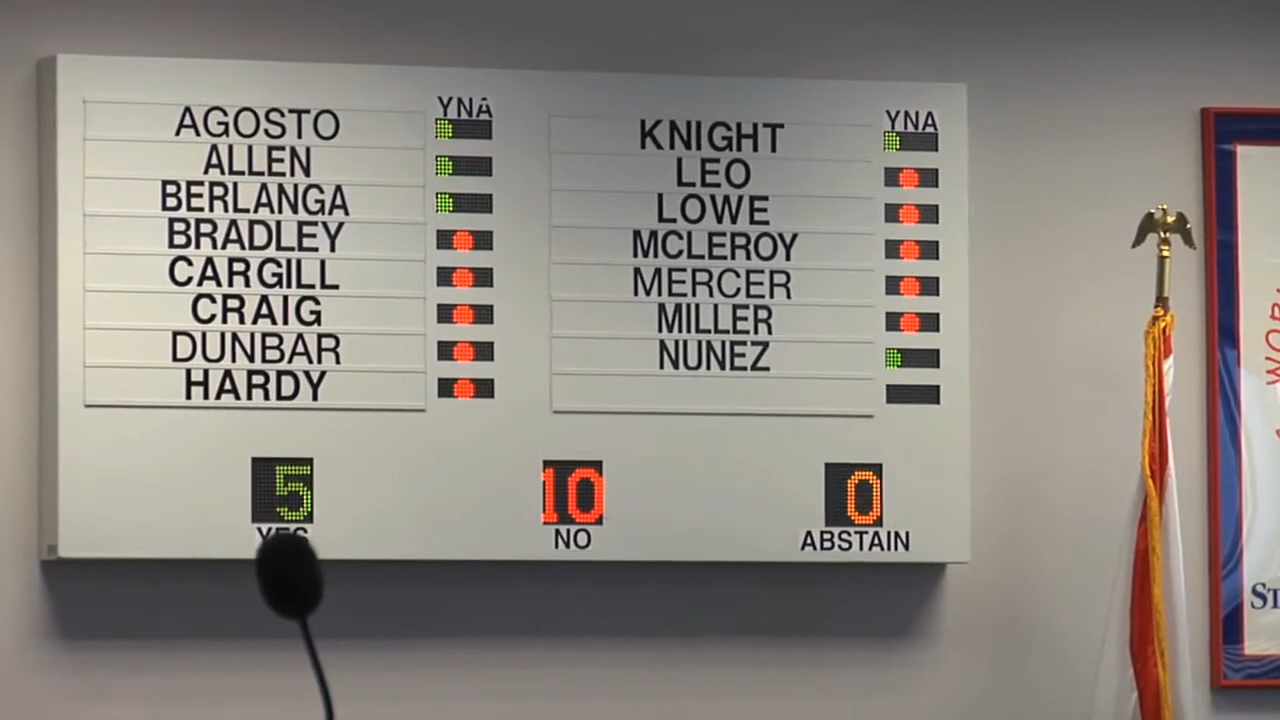 YNA
AGOSTO
ALLEN
BERLANGA
BRADLEY
CARGILL
CRAIG
DUNBAR
HARDY
YNA
KNIGHT
LEO
LOWE
MCLEROY
MERCER
MILLER
NUNEZ
5
YES
10
NO
0
ABSTAIN